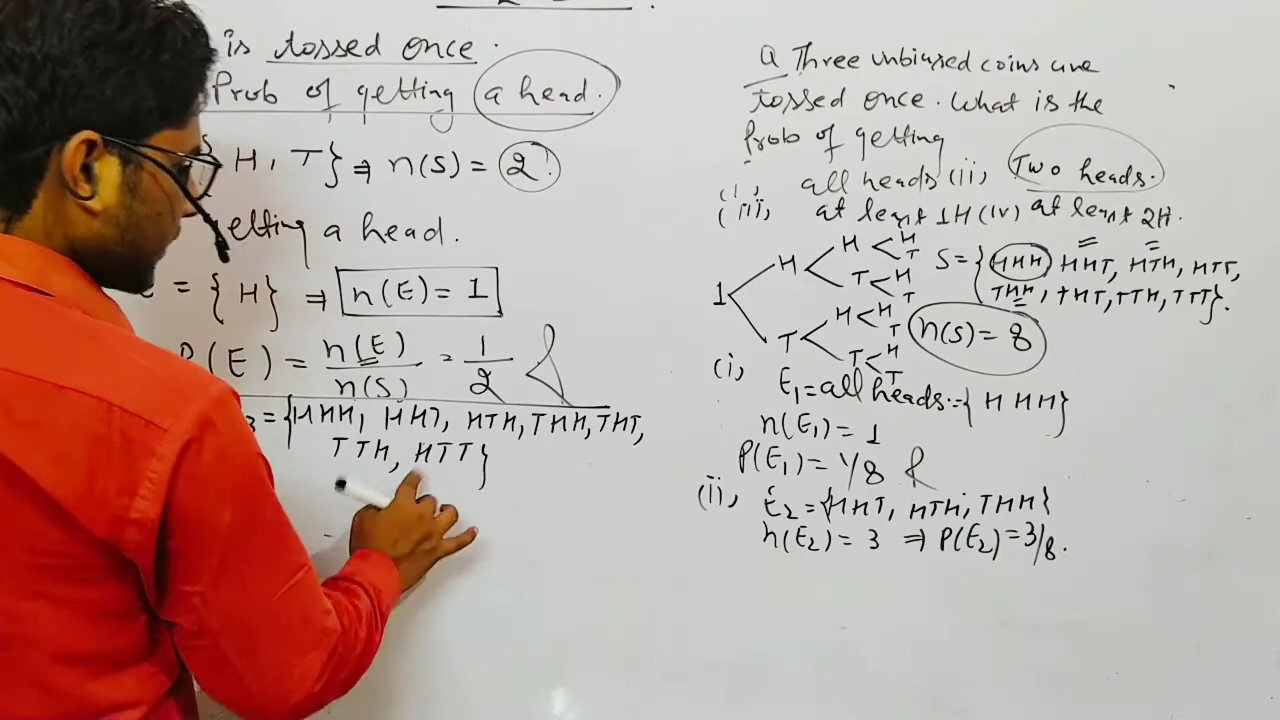 is tossed once.
Prob of getting a head.
{H, T} ⇒ n(S) = 2.
getting a head.
= {H} ⇒ n(E) = 1
P(E) = n(E)/n(S) = 1/2
3 = {HHH, HHT, HTH, THH, THT,
TTH, HTT}
Q Three unbiased coins are
tossed once. What is the
Prob of getting
(i) all heads (ii) Two heads.
(iii) at least 1H (iv) at least 2H.
H < H
H < T
T < H
T
1
H < H
T
T < T < H
T
S = {HHH, HHT, HTH, HTT,
THH, THT, TTH, TTT}.
n(S) = 8
(i)
E1 = all heads = {HHH}
n(E1) = 1
P(E1) = 1/8
(ii) E2 = {HHT, HTH, THH}
n(E2) = 3 ⇒ P(E2) = 3/8.